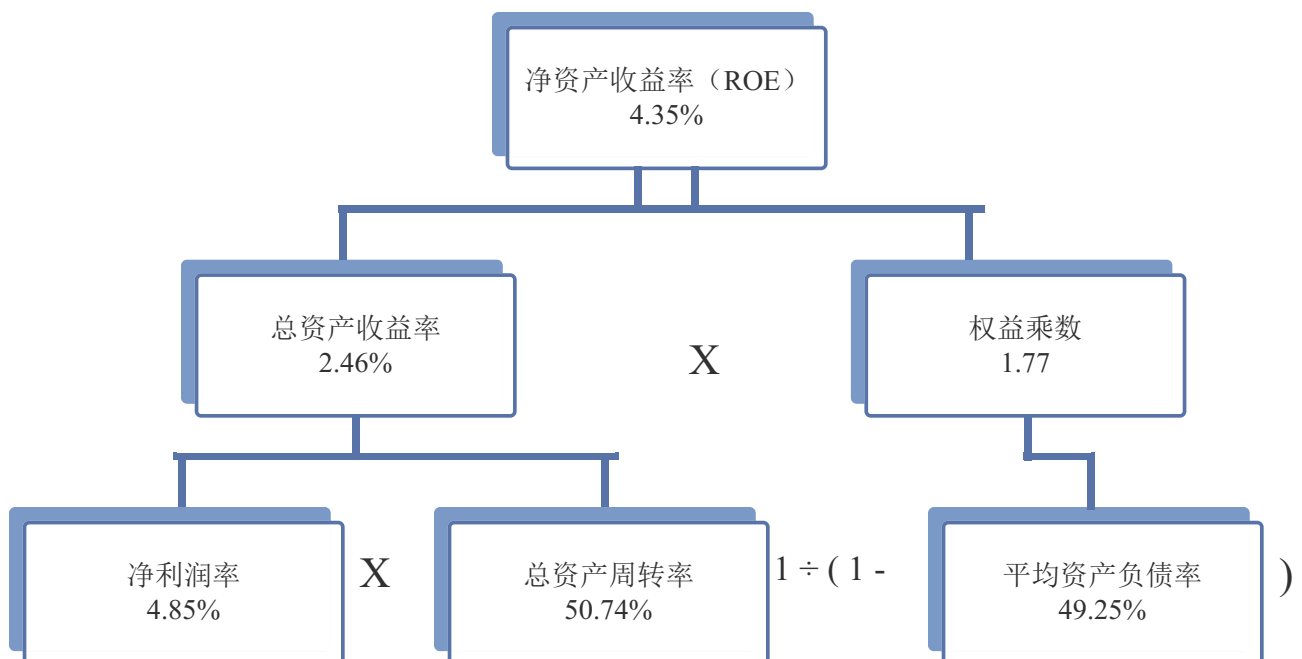 净资产收益率（ROE）
4.35%
总资产收益率
2.46%
X
权益乘数
1.77
净利润率
4.85%
X
总资产周转率
50.74%
1 ÷ ( 1 -
平均资产负债率
49.25%
)